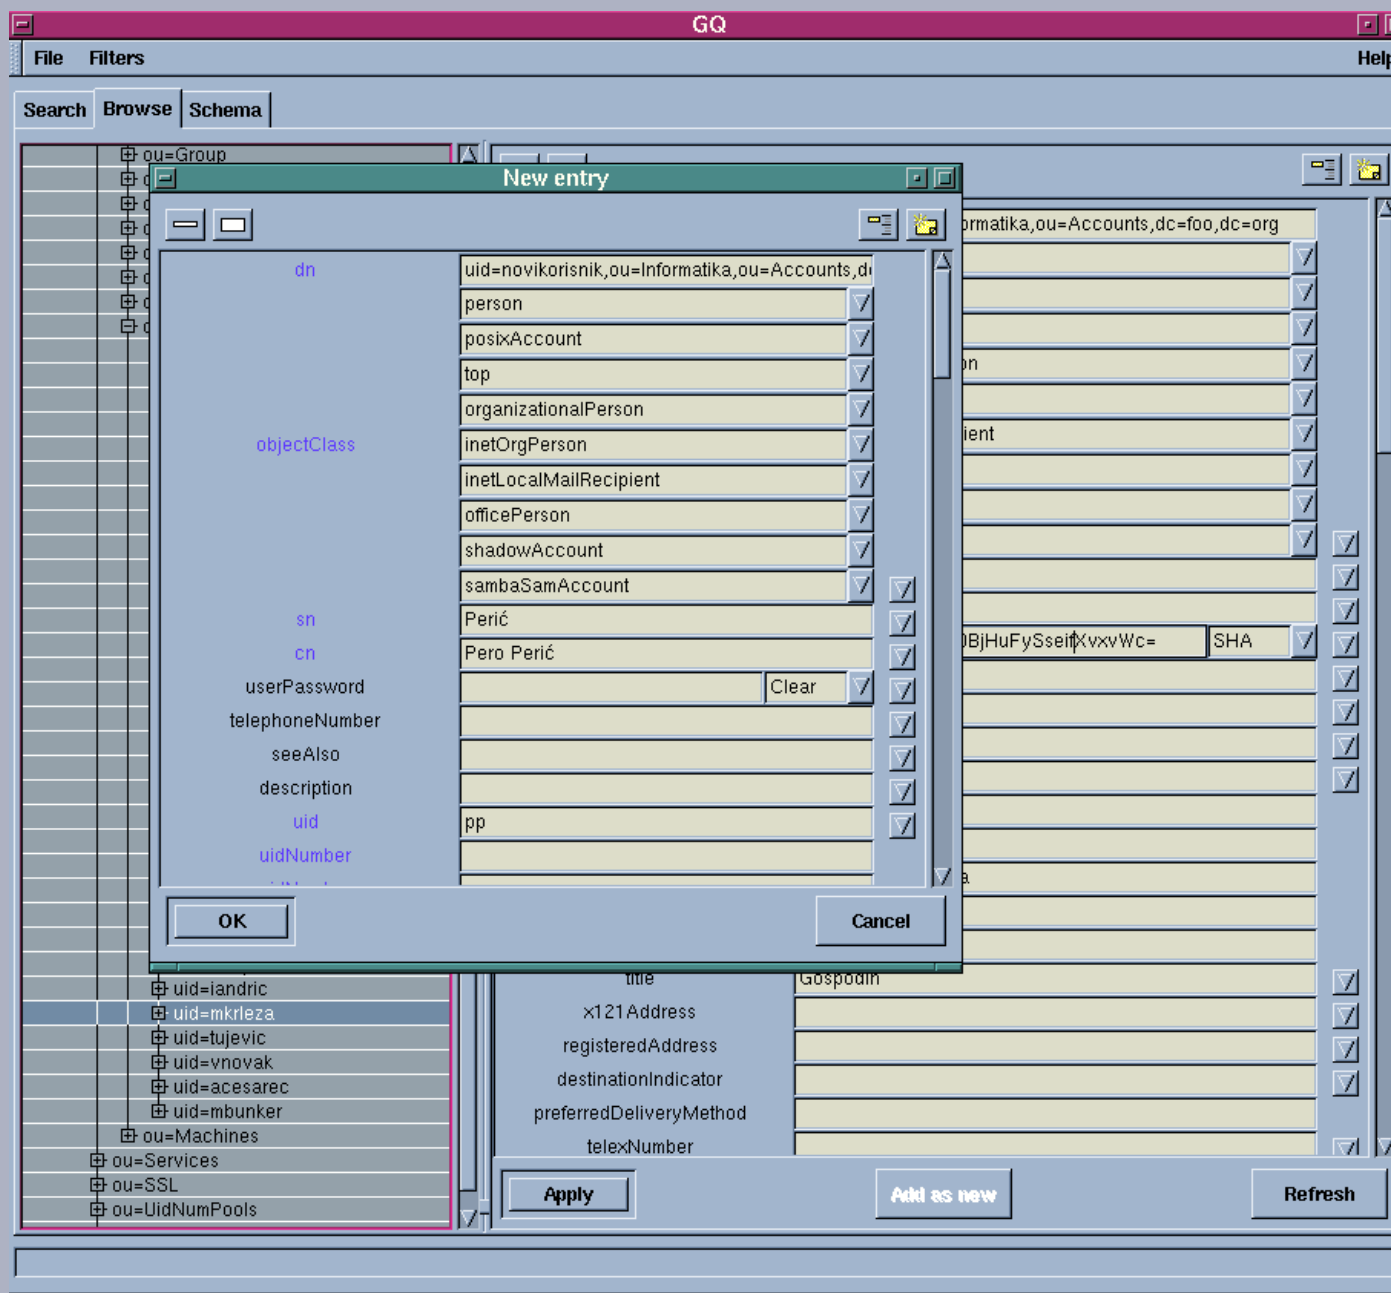 GQ
File Filters Help
Search Browse Schema
ou=Group
New entry
dn uid=novikorisnik,ou=Informatika,ou=Accounts,
objectClass
person
posixAccount
top
organizationalPerson
inetOrgPerson
inetLocalMailRecipient
officePerson
shadowAccount
sambaSamAccount
sn Perić
cn Pero Perić
userPassword Clear
telephoneNumber
seeAlso
description
uid pp
uidNumber
OK Cancel
ormatika,ou=Accounts,dc=foo,dc=org
on
ient
BjHuFySseifXvxvWc= SHA
a
uid=iandric
uid=mkrleza
uid=tujevic
uid=vnovak
uid=acesarec
uid=mbunker
ou=Machines
ou=Services
ou=SSL
ou=UidNumPools
title Gospodin
x121Address
registeredAddress
destinationIndicator
preferredDeliveryMethod
telexNumber
Apply Add as new Refresh